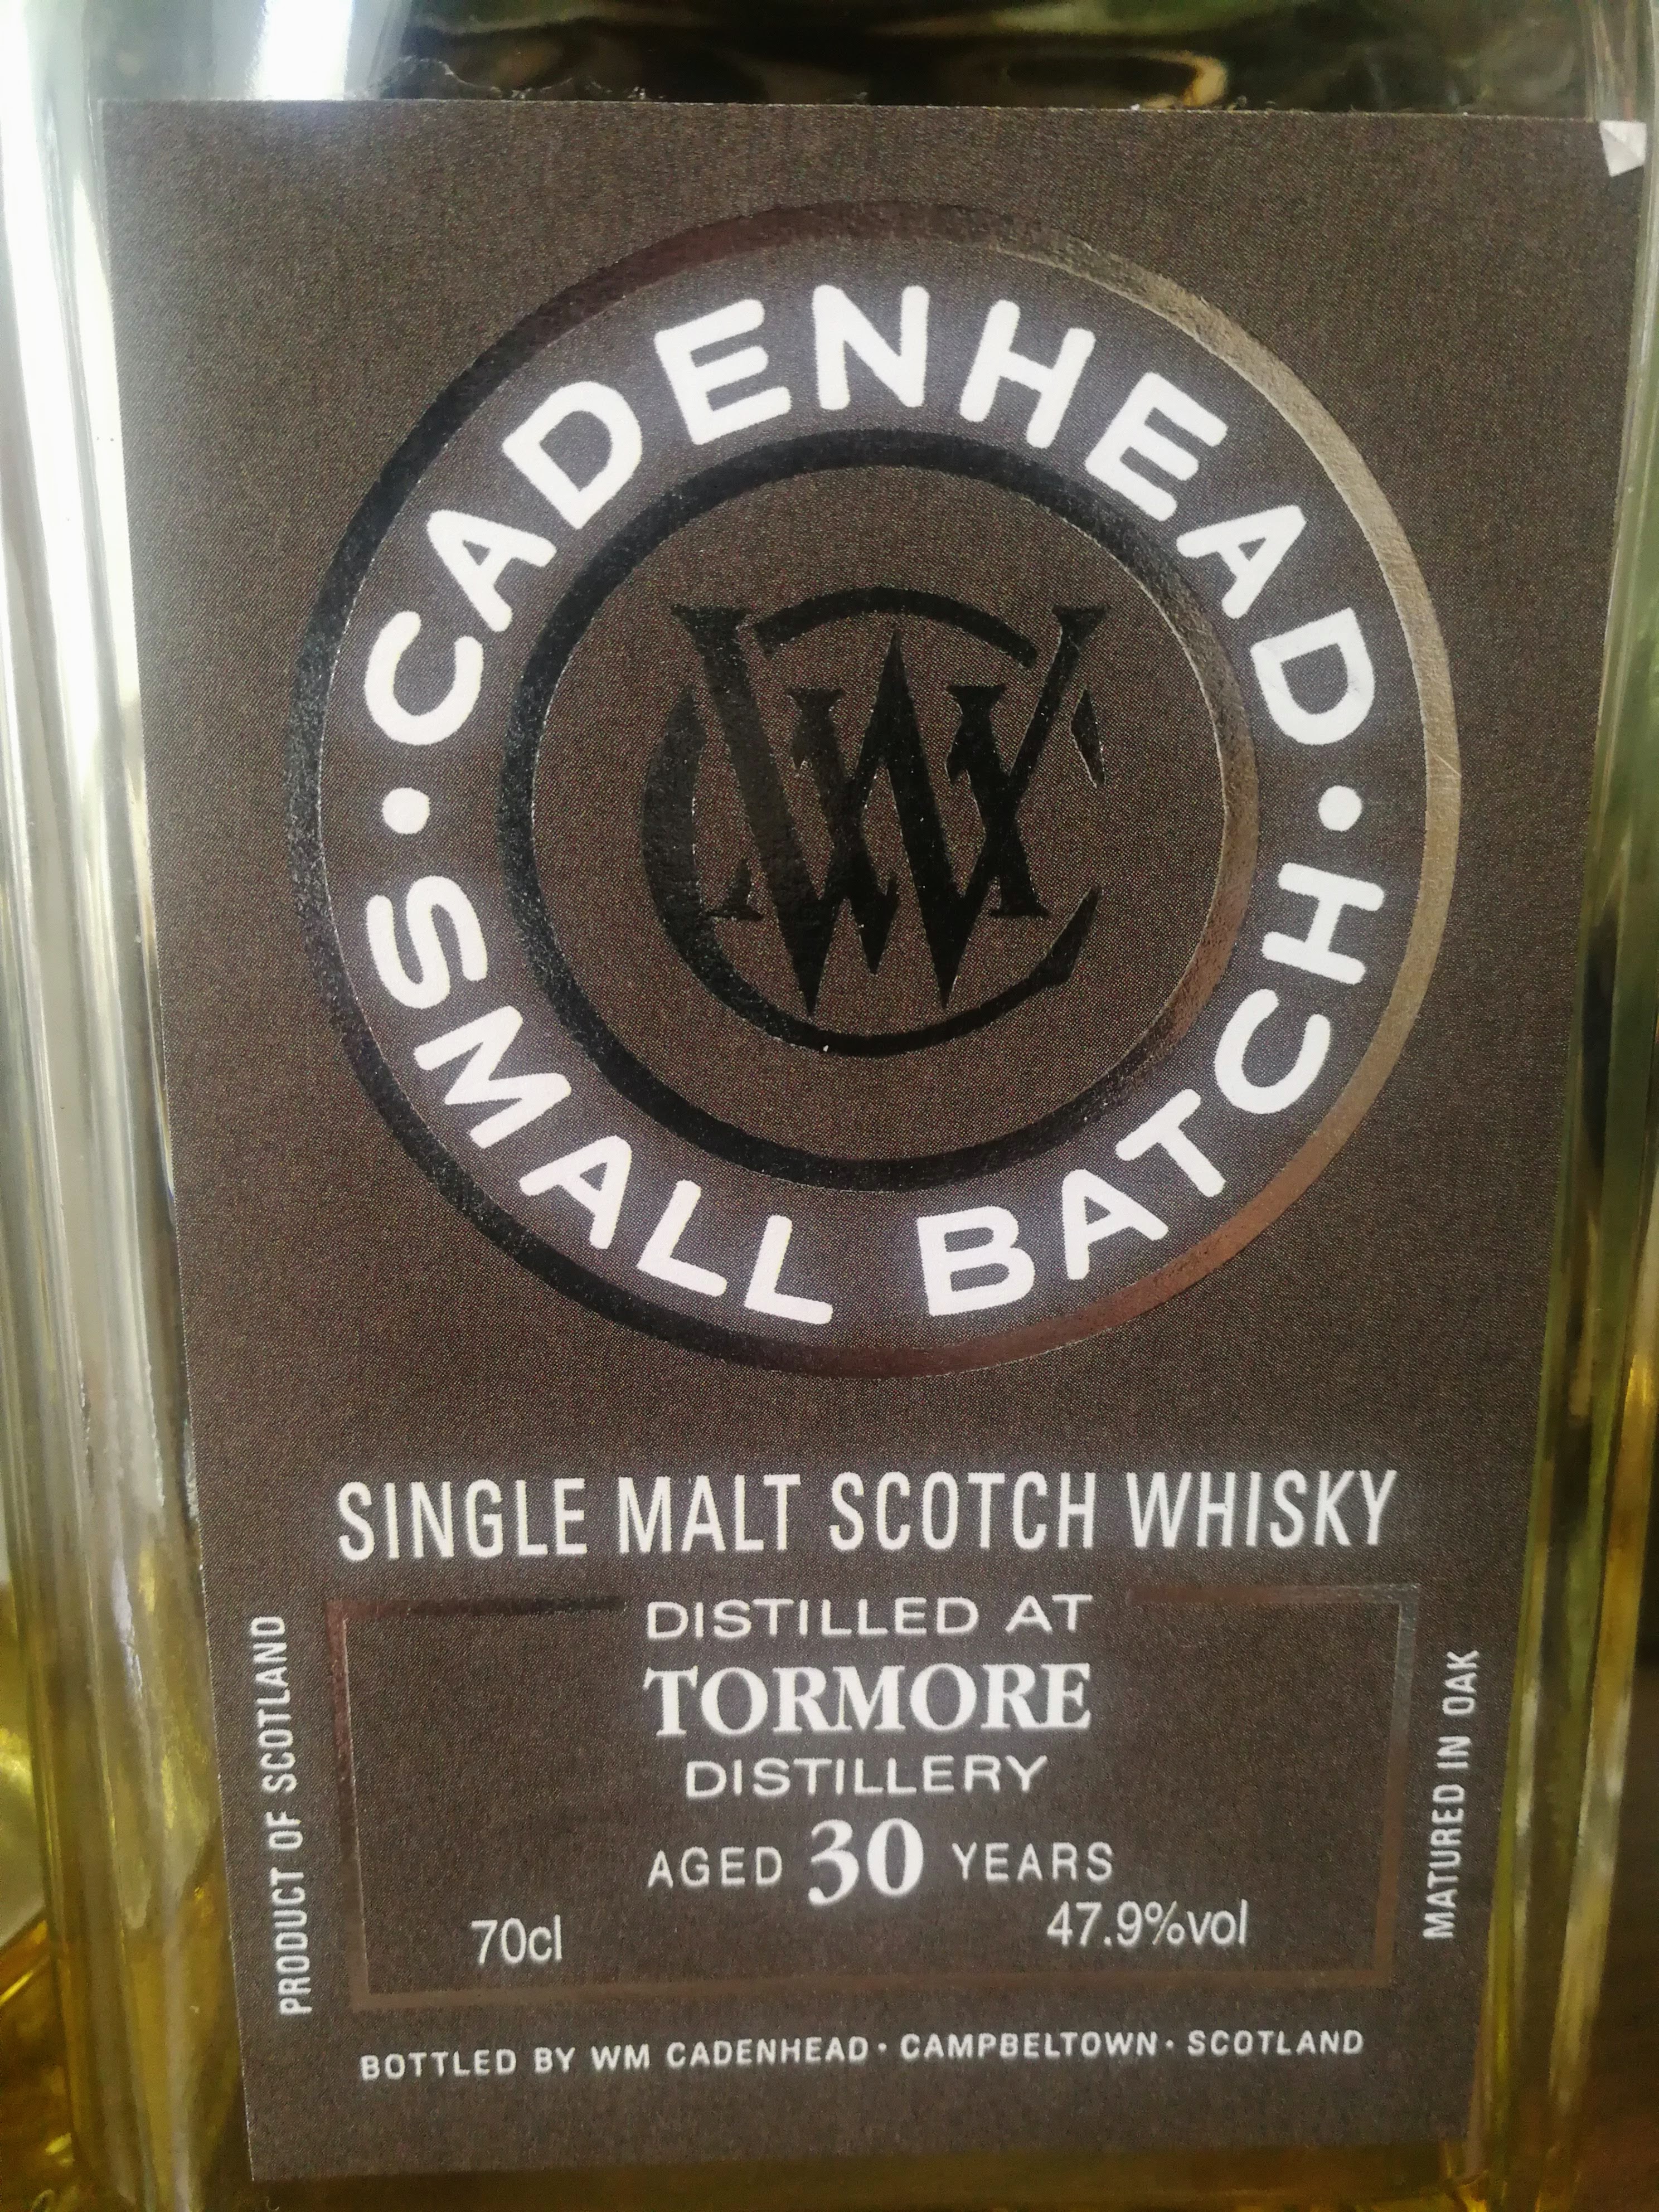 CADENHEAD
SMALL BATCH
WC
SINGLE MALT SCOTCH WHISKY
DISTILLED AT
TORMORE
DISTILLERY
AGED 30 YEARS
70cl 47.9%vol
PRODUCT OF SCOTLAND
MATURED IN OAK
BOTTLED BY WM CADENHEAD · CAMPBELTOWN · SCOTLAND